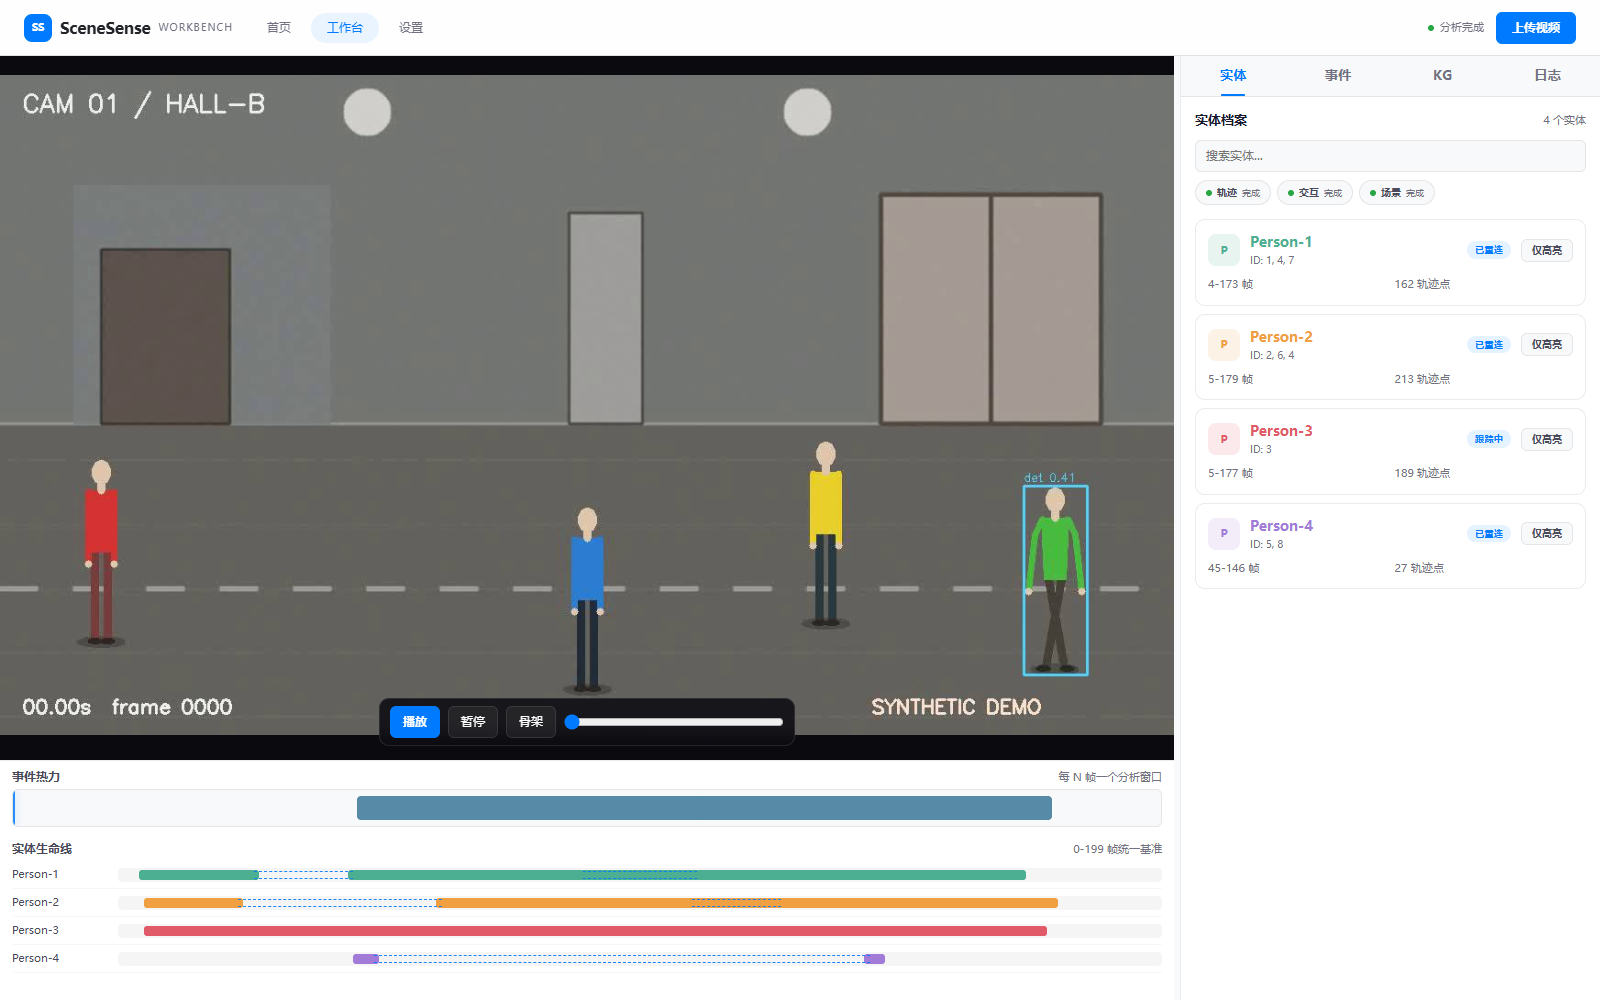 SS SceneSense WORKBENCH 首页 工作台 设置 分析完成 上传视频
CAM 01 / HALL-B
det 0.41
00.00s frame 0000
SYNTHETIC DEMO
播放 暂停 骨架
事件热力 每 N 帧一个分析窗口
实体生命线 0-199 帧统一基准
Person-1
Person-2
Person-3
Person-4
实体 事件 KG 日志
实体档案 4 个实体
搜索实体...
轨迹 完成 交互 完成 场景 完成
P Person-1 已重连 仅高亮
ID: 1, 4, 7
4-173 帧 162 轨迹点
P Person-2 已重连 仅高亮
ID: 2, 6, 4
5-179 帧 213 轨迹点
P Person-3 跟踪中 仅高亮
ID: 3
5-177 帧 189 轨迹点
P Person-4 已重连 仅高亮
ID: 5, 8
45-146 帧 27 轨迹点